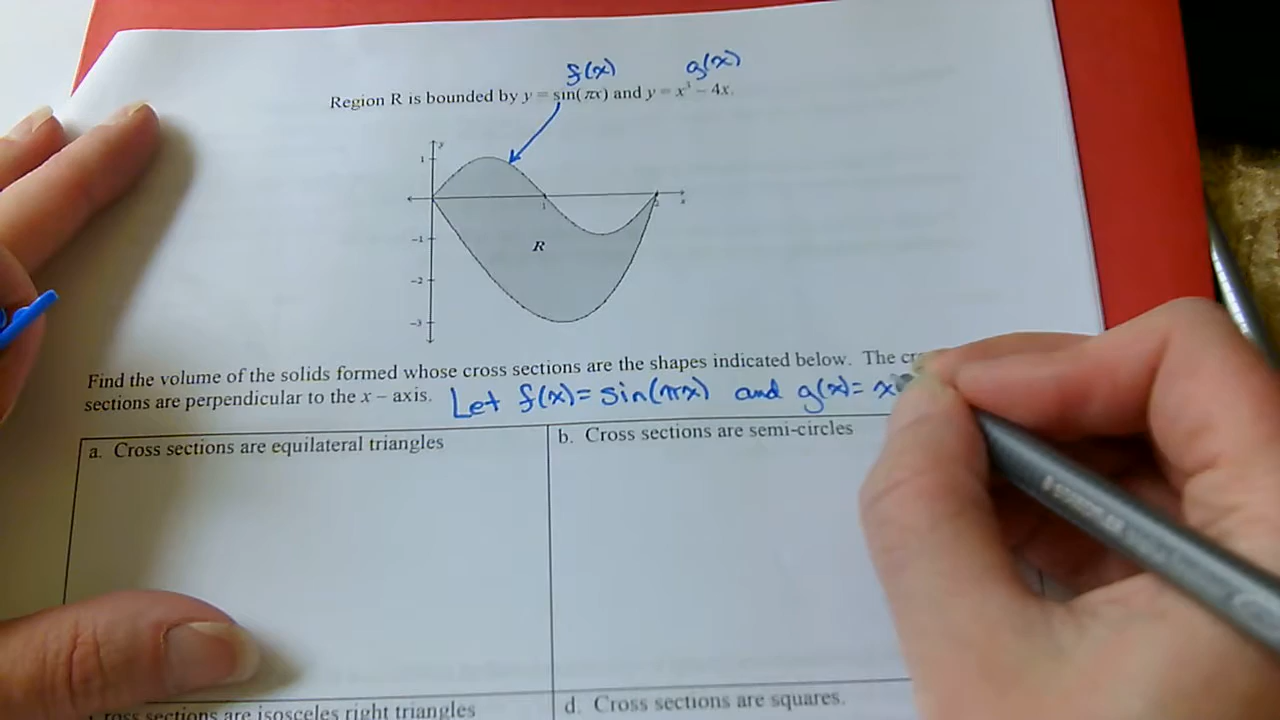 f(x) g(x)
Region R is bounded by y = sin(πx) and y = x³ − 4x.
y
1
x
1
2
−1
R
−2
−3
Find the volume of the solids formed whose cross sections are the shapes indicated below. The
sections are perpendicular to the x – axis. Let f(x) = sin(πx) and g(x) = x
a. Cross sections are equilateral triangles
b. Cross sections are semi-circles
sections are isosceles right triangles
d. Cross sections are squares.